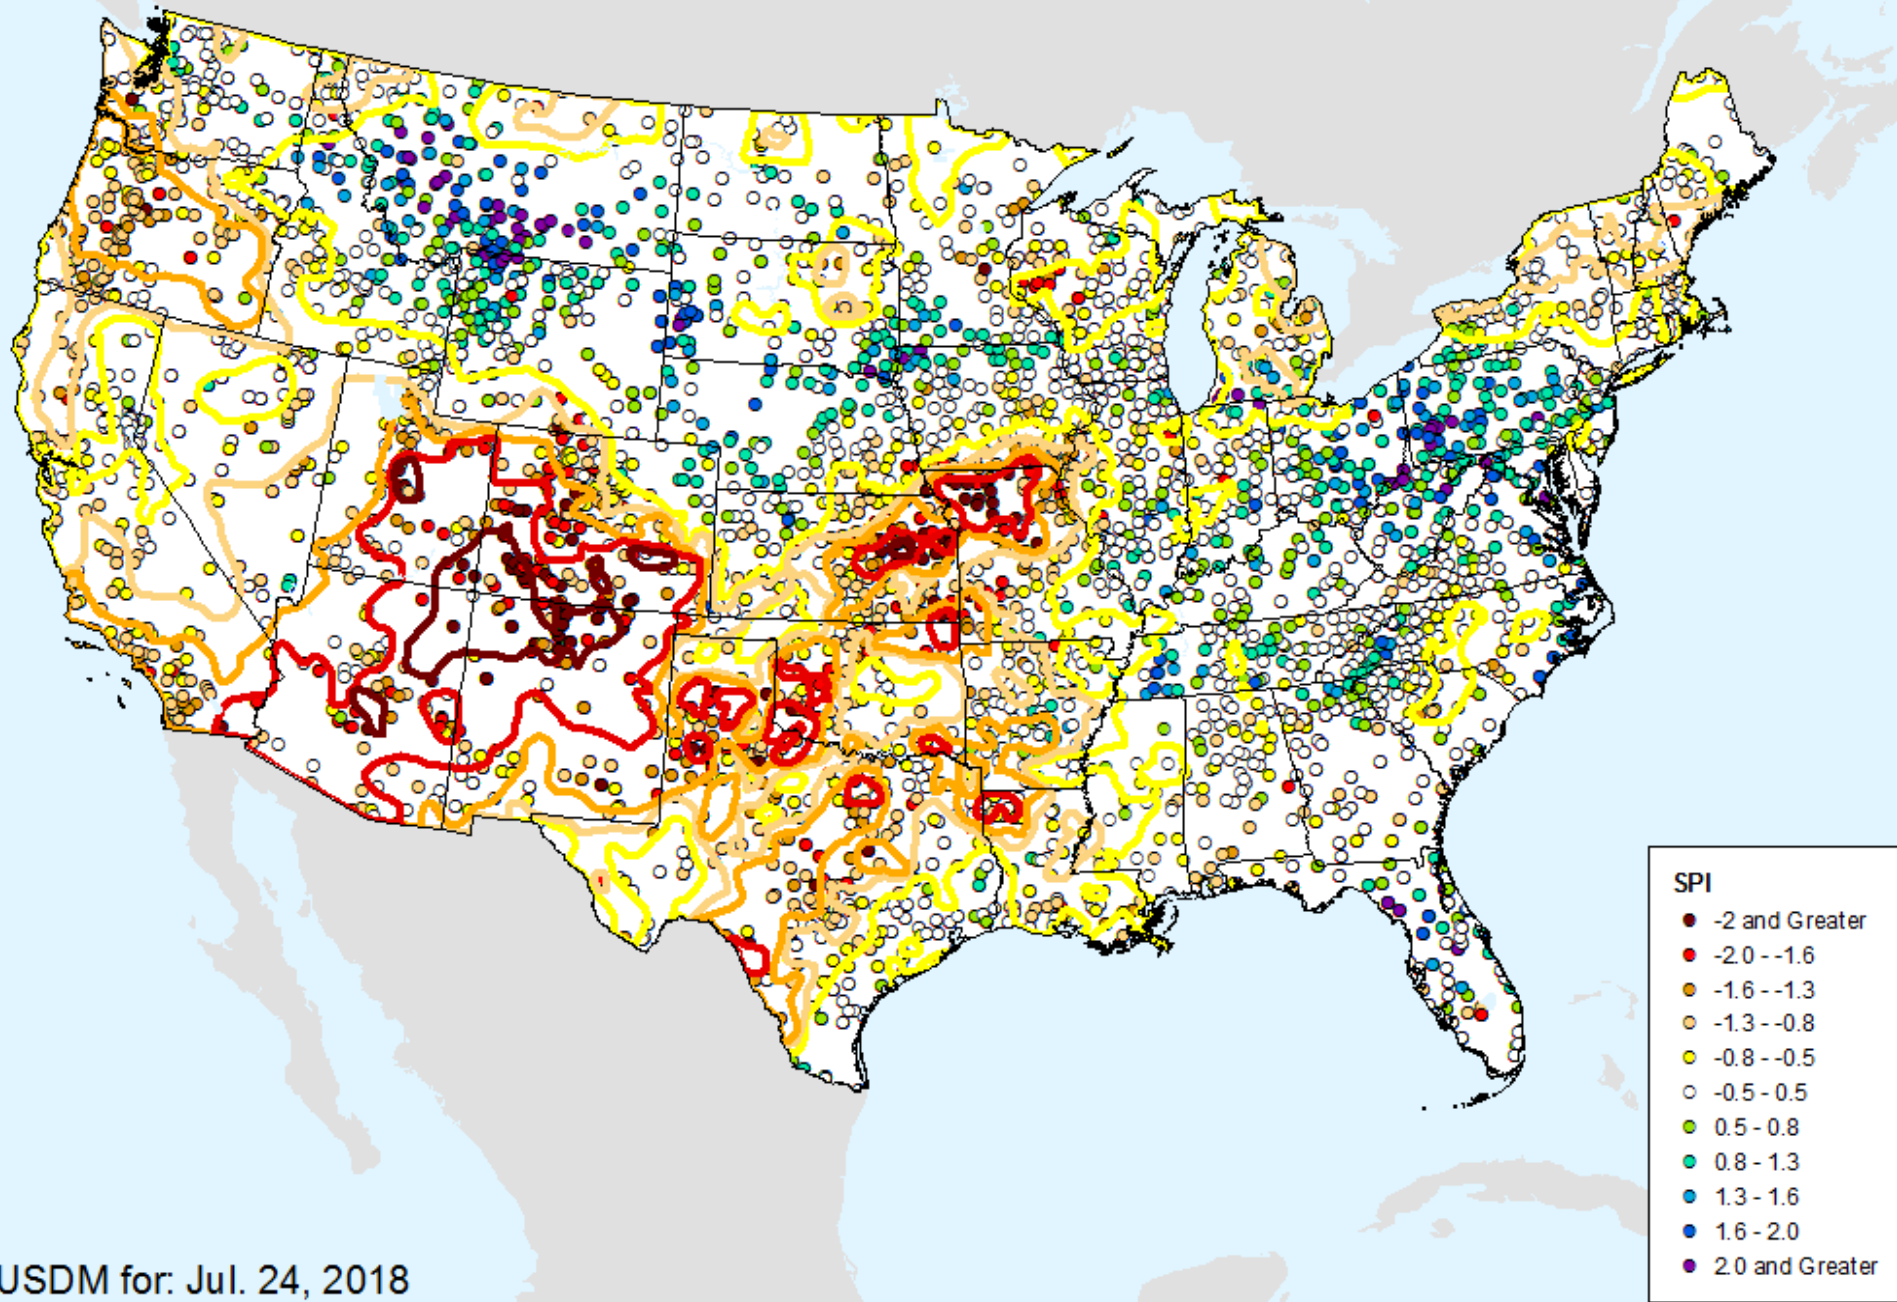 SPI
-2 and Greater
-2.0 - -1.6
-1.6 - -1.3
-1.3 - -0.8
-0.8 - -0.5
-0.5 - 0.5
0.5 - 0.8
0.8 - 1.3
1.3 - 1.6
1.6 - 2.0
2.0 and Greater
USDM for: Jul. 24, 2018